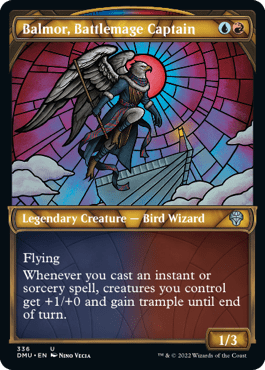 Balmor, Battlemage Captain
Legendary Creature — Bird Wizard
Flying
Whenever you cast an instant or
sorcery spell, creatures you control
get +1/+0 and gain trample until end
of turn.
1/3
336 U
DMU • EN Nino Vecia
™ & © 2022 Wizards of the Coast